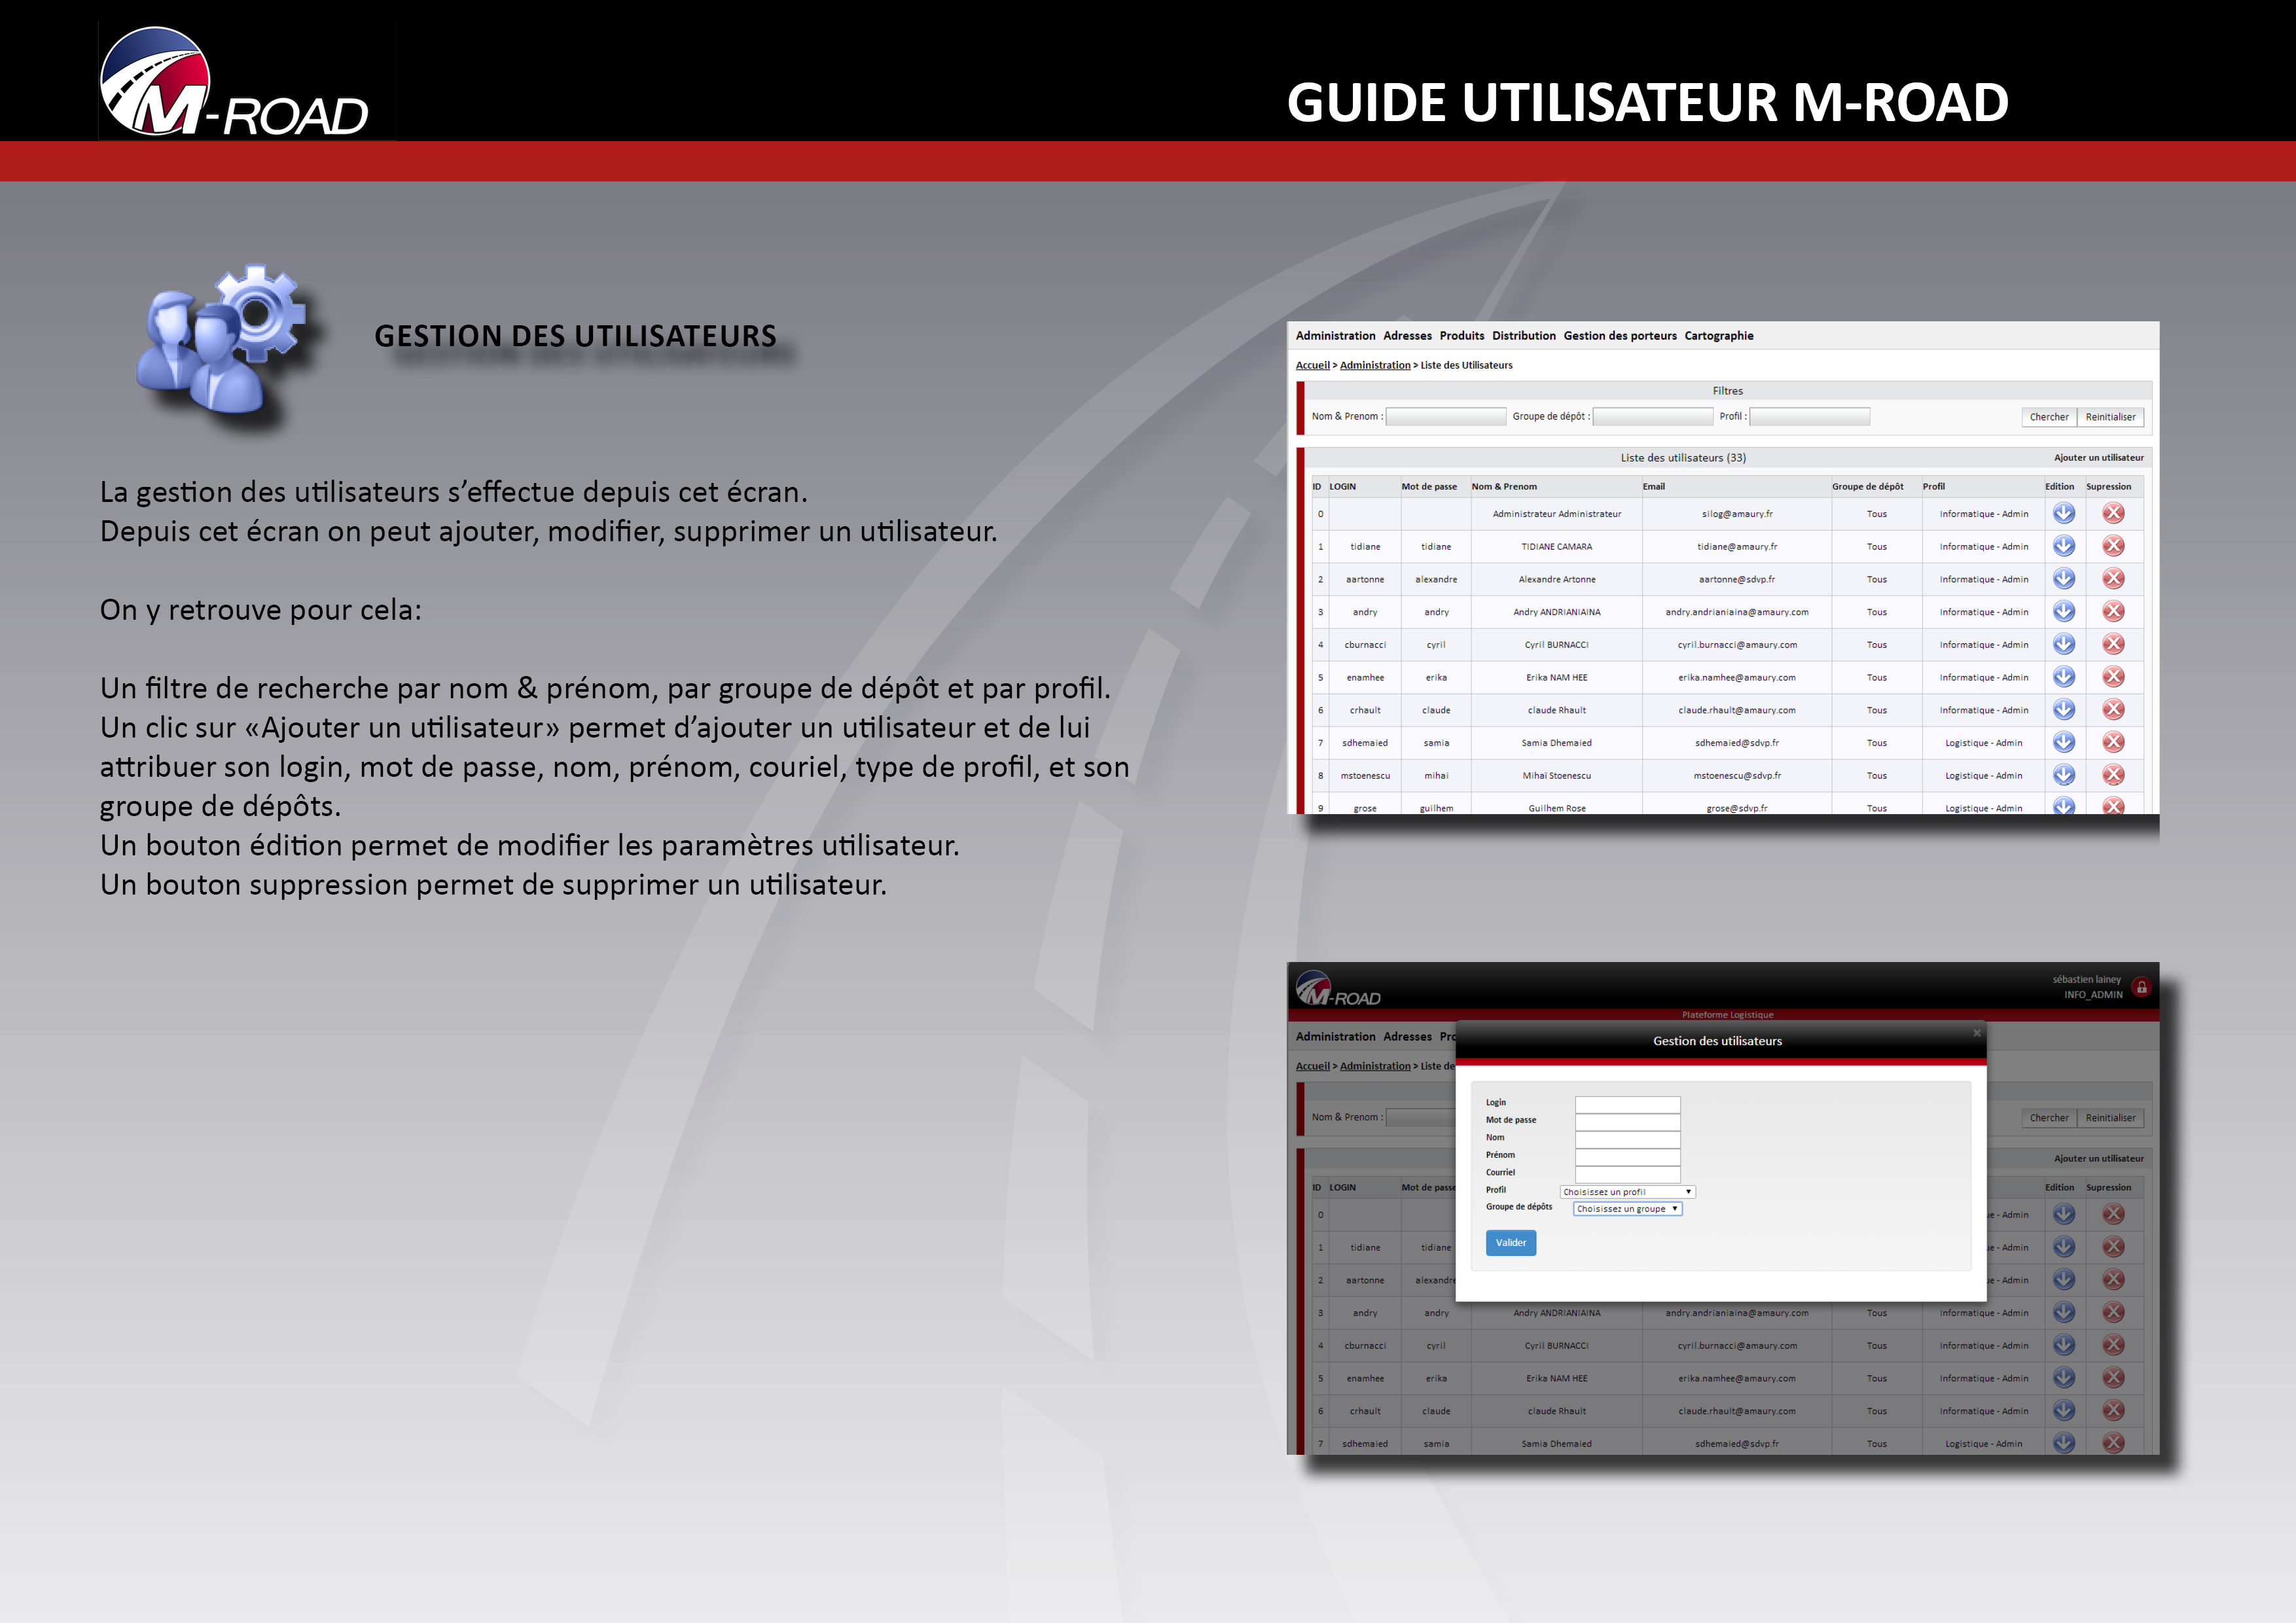 M-ROAD
GUIDE UTILISATEUR M-ROAD
GESTION DES UTILISATEURS
La gestion des utilisateurs s’effectue depuis cet écran.
Depuis cet écran on peut ajouter, modifier, supprimer un utilisateur.
On y retrouve pour cela:
Un filtre de recherche par nom & prénom, par groupe de dépôt et par profil.
Un clic sur «Ajouter un utilisateur» permet d’ajouter un utilisateur et de lui
attribuer son login, mot de passe, nom, prénom, couriel, type de profil, et son
groupe de dépôts.
Un bouton édition permet de modifier les paramètres utilisateur.
Un bouton suppression permet de supprimer un utilisateur.
Administration Adresses Produits Distribution Gestion des porteurs Cartographie
Accueil > Administration > Liste des Utilisateurs
Filtres
Nom & Prenom : Groupe de dépôt : Profil : Chercher Reinitialiser
Liste des utilisateurs (33) Ajouter un utilisateur
ID LOGIN Mot de passe Nom & Prenom Email Groupe de dépôt Profil Edition Supression
0 Administrateur Administrateur silog@amaury.fr Tous Informatique - Admin
1 tidiane tidiane TIDIANE CAMARA tidiane@amaury.fr Tous Informatique - Admin
2 aartonne alexandre Alexandre Artonne aartonne@sdvp.fr Tous Informatique - Admin
3 andry andry Andry ANDRIANIAINA andry.andrianiaina@amaury.com Tous Informatique - Admin
4 cburnacci cyril Cyril BURNACCI cyril.burnacci@amaury.com Tous Informatique - Admin
5 enamhee erika Erika NAM HEE erika.namhee@amaury.com Tous Informatique - Admin
6 crhault claude claude Rhault claude.rhault@amaury.com Tous Informatique - Admin
7 sdhemaied samia Samia Dhemaied sdhemaied@sdvp.fr Tous Logistique - Admin
8 mstoenescu mihai Mihai Stoenescu mstoenescu@sdvp.fr Tous Logistique - Admin
9 grose guilhem Guilhem Rose grose@sdvp.fr Tous Logistique - Admin
M-ROAD
sébastien lainey
INFO_ADMIN
Plateforme Logistique
Administration Adresses Pro
Accueil > Administration > Liste de
Nom & Prenom : Chercher Reinitialiser
Ajouter un utilisateur
ID LOGIN Mot de passe Edition Supression
0 ue - Admin
1 tidiane tidiane ue - Admin
2 aartonne alexandre ue - Admin
Gestion des utilisateurs ×
Login
Mot de passe
Nom
Prénom
Courriel
Profil Choisissez un profil
Groupe de dépôts Choisissez un groupe
Valider
3 andry andry Andry ANDRIANIAINA andry.andrianiaina@amaury.com Tous Informatique - Admin
4 cburnacci cyril Cyril BURNACCI cyril.burnacci@amaury.com Tous Informatique - Admin
5 enamhee erika Erika NAM HEE erika.namhee@amaury.com Tous Informatique - Admin
6 crhault claude claude Rhault claude.rhault@amaury.com Tous Informatique - Admin
7 sdhemaied samia Samia Dhemaied sdhemaied@sdvp.fr Tous Logistique - Admin